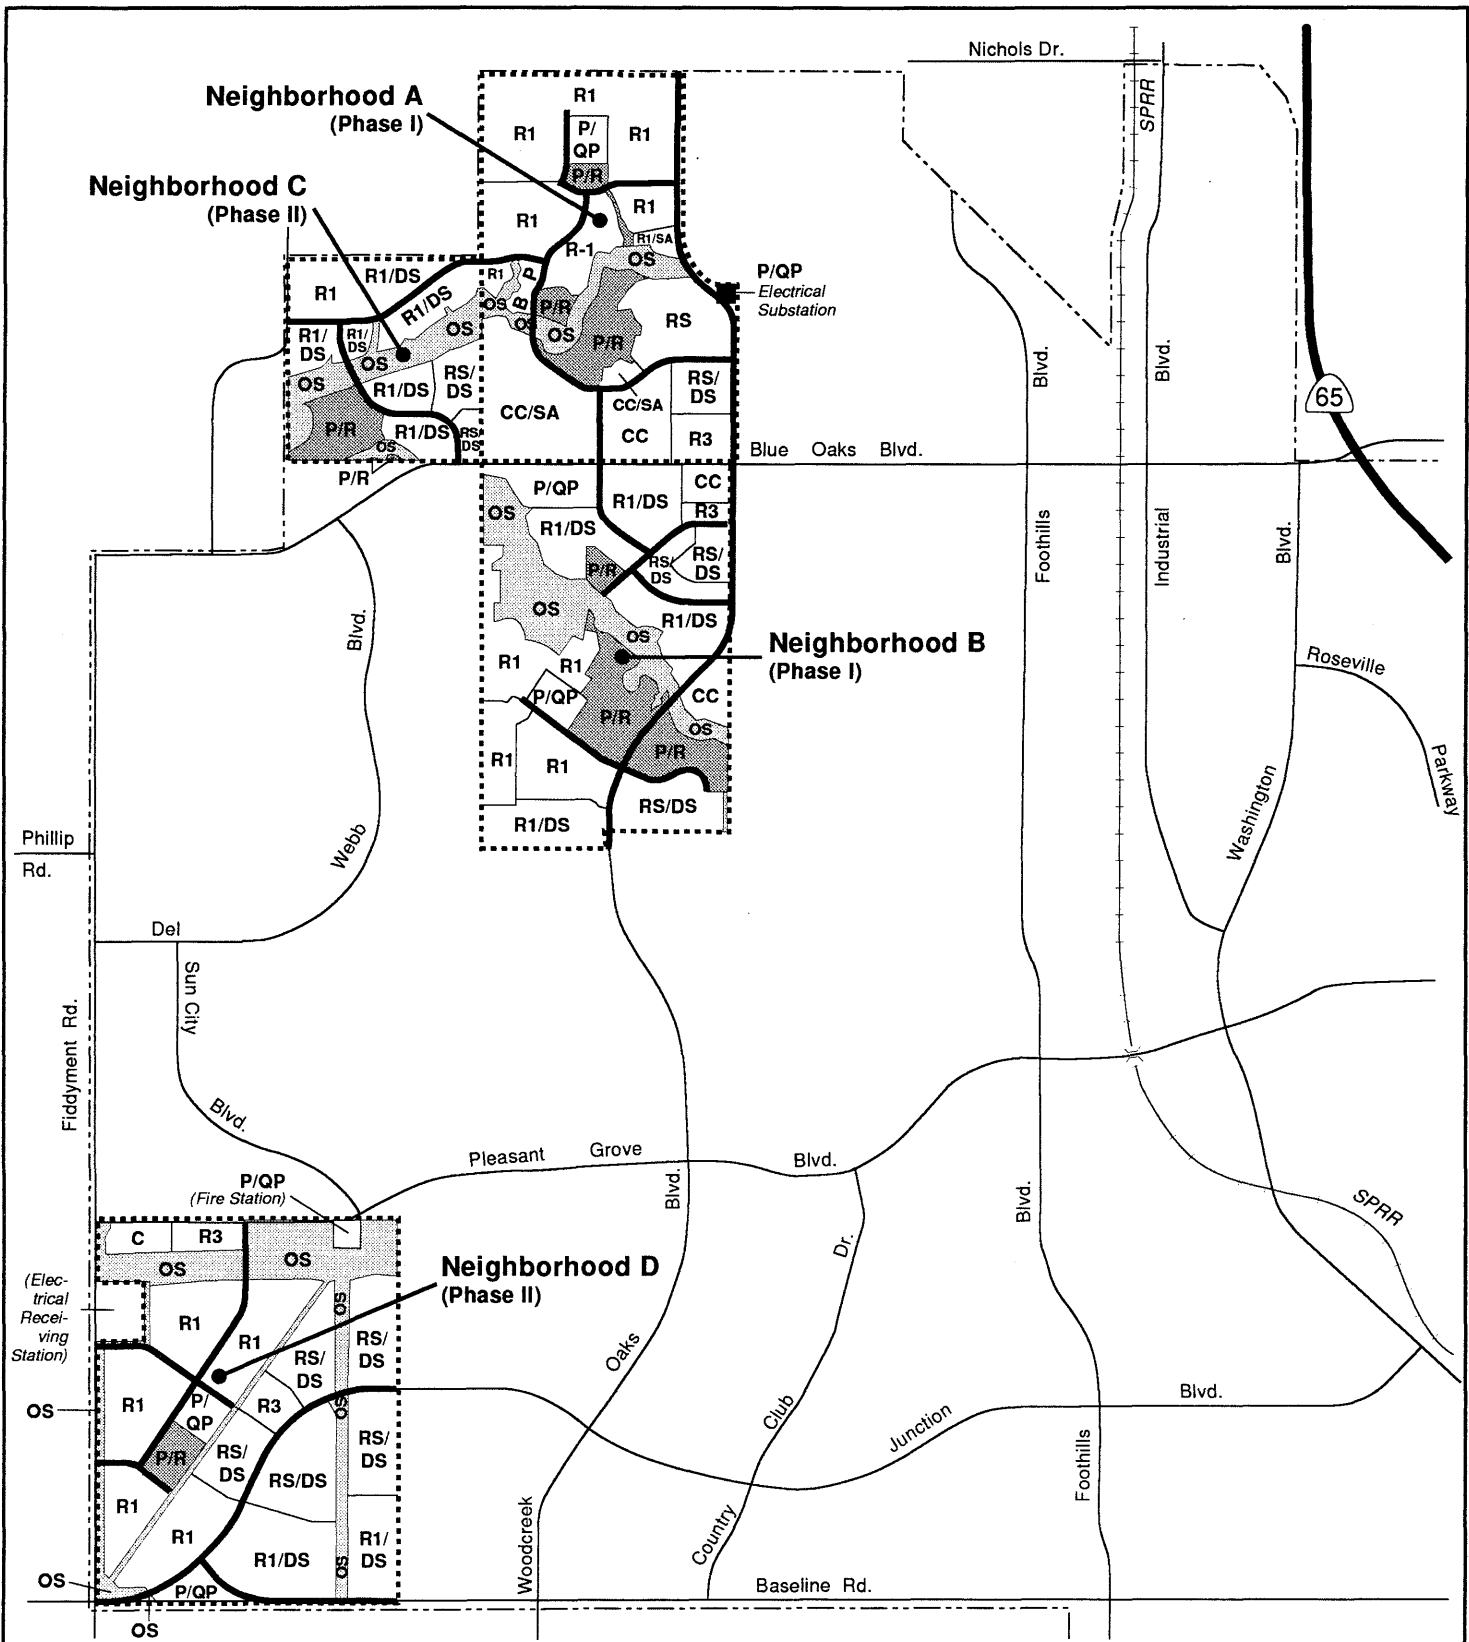 Nichols Dr.
SPRR
Neighborhood A
(Phase I)
R1
R1
P/
QP
R1
P/R
Neighborhood C
(Phase II)
R1
R1
R-1
R1/SA
OS
P/QP
Electrical
Substation
R1/DS
R1
R1/DS
R1
B P
OS
OS
P/R
OS
P/R
RS
R1/
DS
R1/
DS
OS
OS
OS
R1/DS
RS/
DS
CC/SA
CC/SA
RS/
DS
P/R
R1/DS
RS/
DS
OS
P/R
CC
R3
Blvd.
Blvd.
65
Blue Oaks Blvd.
P/QP
OS
R1/DS
R1/DS
CC
R3
P/R
RS/
DS
RS/
DS
Foothills
Industrial
Blvd.
OS
R1/DS
OS
Blvd.
Neighborhood B
(Phase I)
R1
R1
P/QP
P/R
CC
OS
P/R
R1
R1
RS/DS
R1/DS
Roseville
Parkway
Washington
Phillip
Rd.
Webb
Del
Sun City
Blvd.
Fiddyment Rd.
Pleasant Grove Blvd.
Blvd.
Blvd.
SPRR
P/QP
(Fire Station)
C
R3
OS
OS
Neighborhood D
(Phase II)
(Elec-
trical
Recei-
ving
Station)
R1
R1
OS
RS/
DS
RS/
DS
Dr.
Oaks
OS
R1
P/
QP
R3
OS
Blvd.
P/R
RS/
DS
RS/DS
RS/
DS
Club
Junction
Foothills
R1
R1
R1/DS
R1/
DS
OS
Woodcreek
Country
OS
P/QP
Baseline Rd.
OS